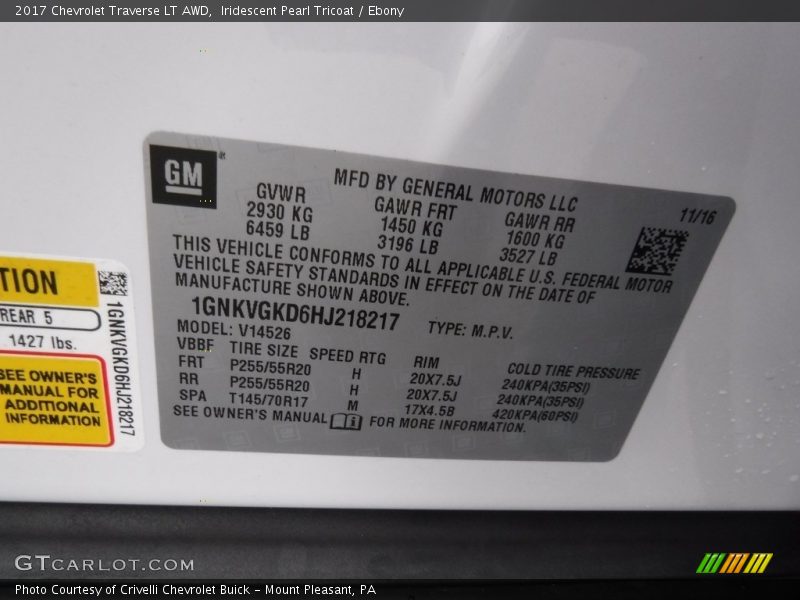 2017 Chevrolet Traverse LT AWD,  Iridescent Pearl Tricoat / Ebony
GM
MFD BY GENERAL MOTORS LLC
11/16
GVWR
2930 KG
6459 LB
GAWR FRT
1450 KG
3196 LB
GAWR RR
1600 KG
3527 LB
THIS VEHICLE CONFORMS TO ALL APPLICABLE U.S. FEDERAL MOTOR
VEHICLE SAFETY STANDARDS IN EFFECT ON THE DATE OF
MANUFACTURE SHOWN ABOVE.
1GNKVGKD6HJ218217
TYPE: M.P.V.
MODEL: V14526
VBBF TIRE SIZE SPEED RTG RIM COLD TIRE PRESSURE
FRT P255/55R20 H 20X7.5J 240KPA(35PSI)
RR P255/55R20 H 20X7.5J 240KPA(35PSI)
SPA T145/70R17 M 17X4.5B 420KPA(60PSI)
SEE OWNER'S MANUAL FOR MORE INFORMATION.
TION
REAR 5
1427 lbs.
SEE OWNER'S
MANUAL FOR
ADDITIONAL
INFORMATION
1GNKVGKD6HJ218217
GTCARLOT.COM
Photo Courtesy of Crivelli Chevrolet Buick – Mount Pleasant, PA